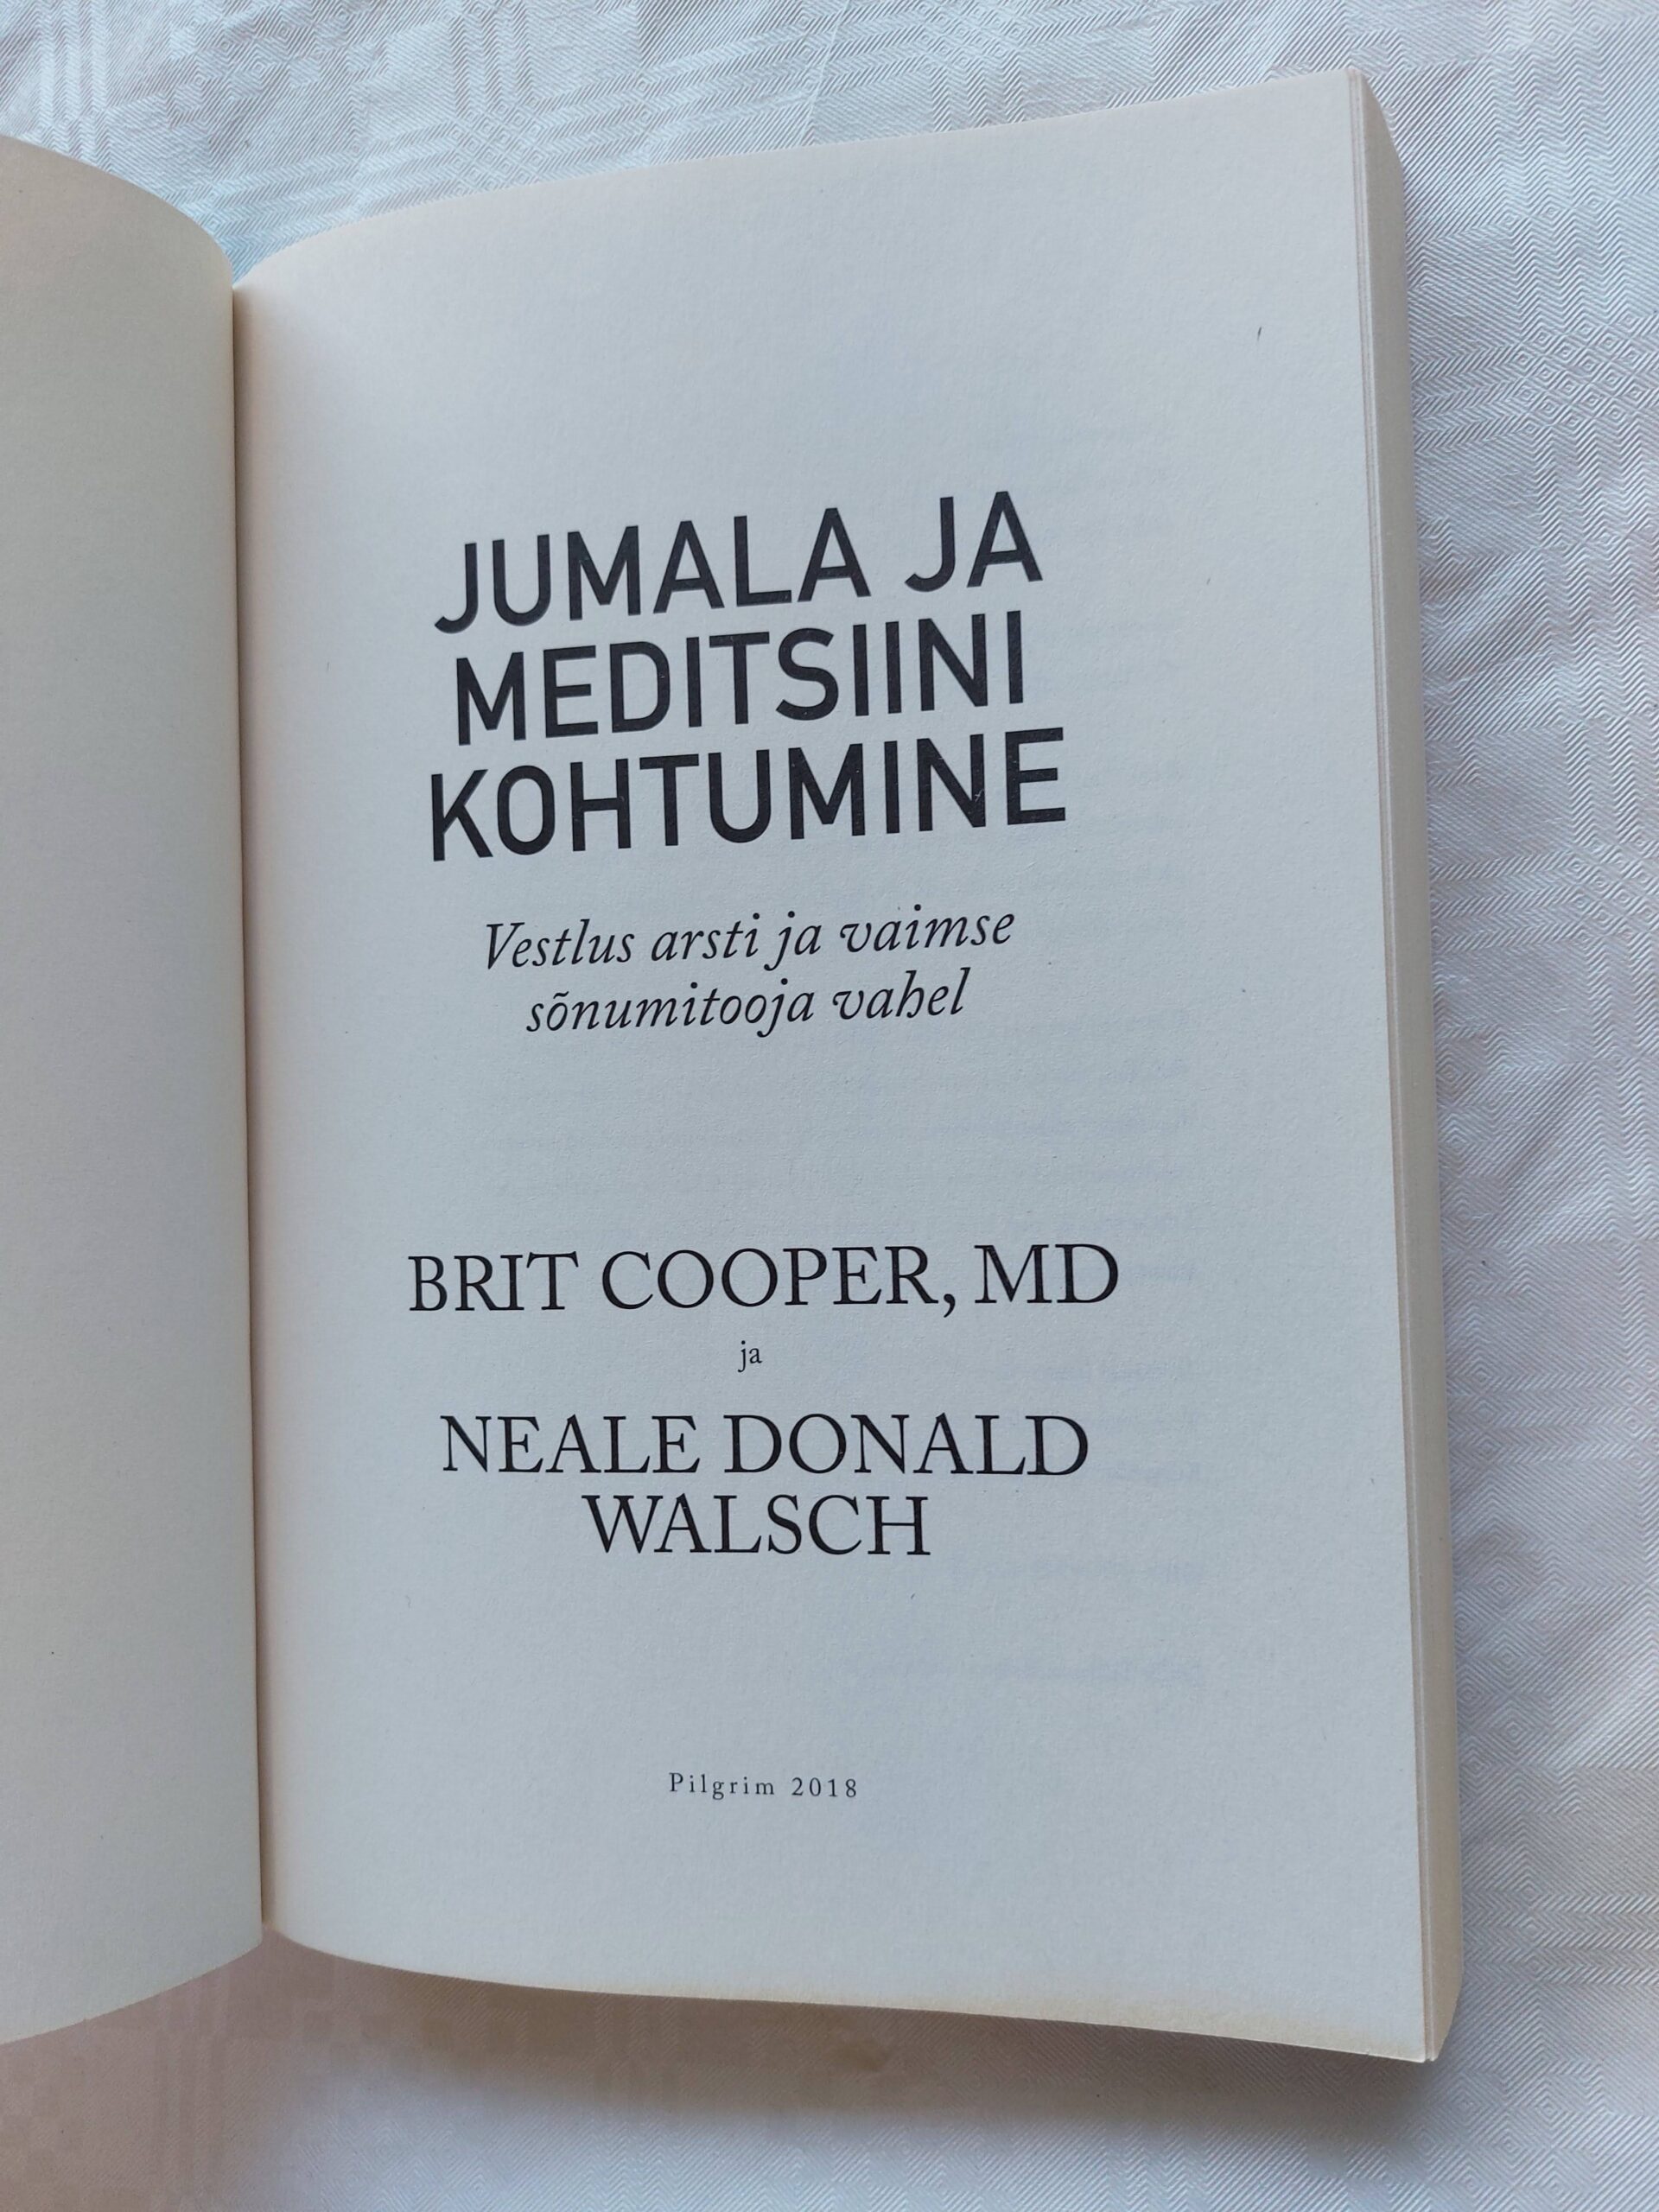 JUMALA JA
MEDITSIINI
KOHTUMINE
Vestlus arsti ja vaimse
sõnumitooja vahel
BRIT COOPER, MD
ja
NEALE DONALD
WALSCH
Pilgrim 2018